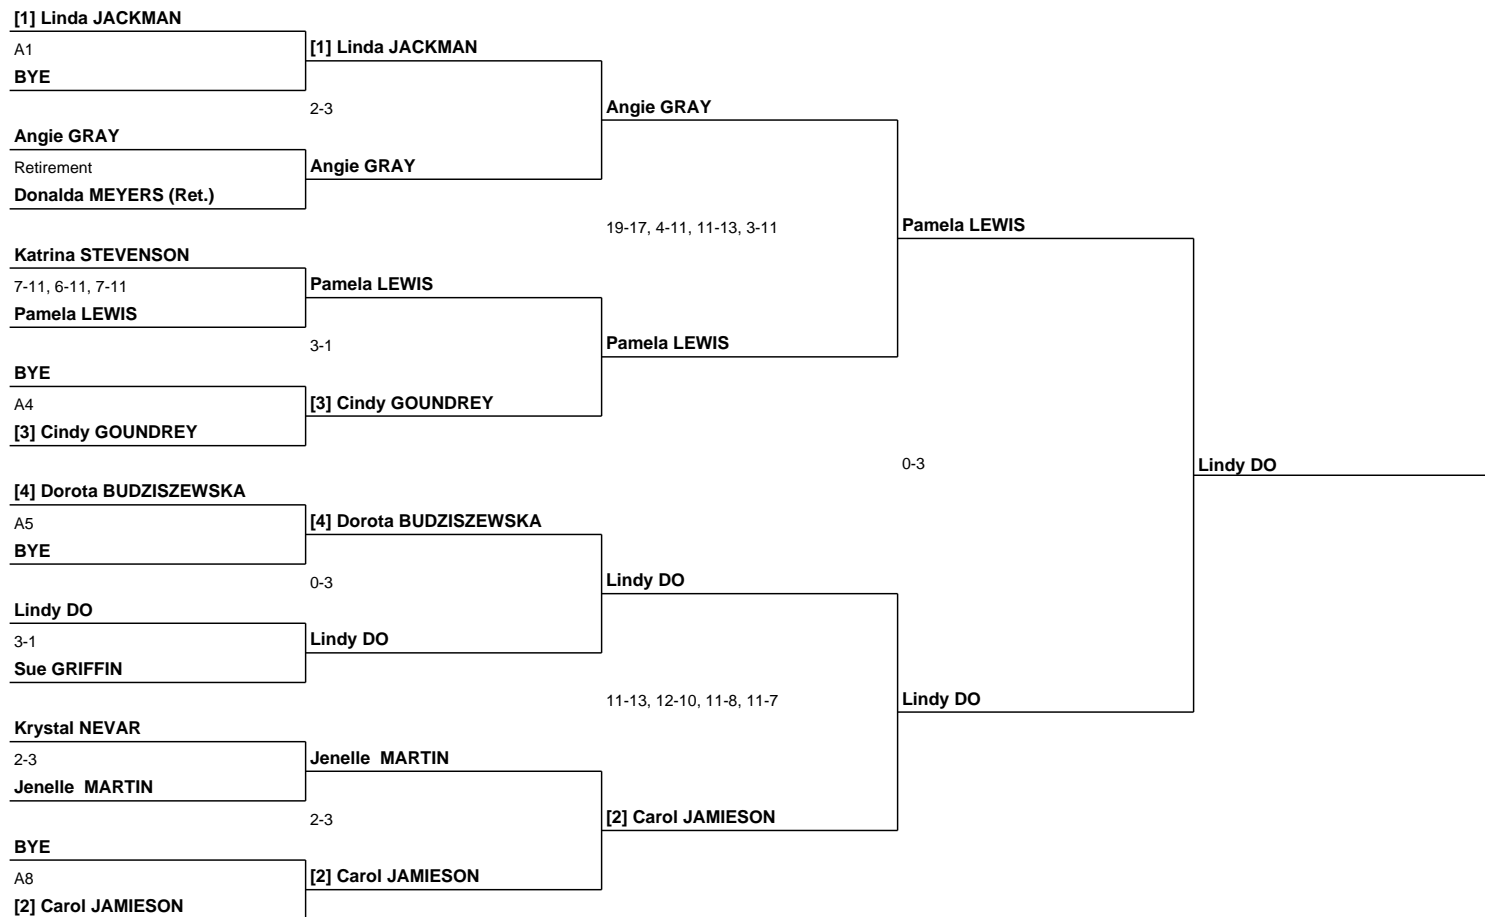 [1] Linda JACKMAN
A1
BYE
[1] Linda JACKMAN
2-3
Angie GRAY
Retirement
Donalda MEYERS (Ret.)
Angie GRAY
Angie GRAY
19-17, 4-11, 11-13, 3-11
Katrina STEVENSON
7-11, 6-11, 7-11
Pamela LEWIS
Pamela LEWIS
3-1
BYE
A4
[3] Cindy GOUNDREY
[3] Cindy GOUNDREY
Pamela LEWIS
Pamela LEWIS
0-3
Lindy DO
[4] Dorota BUDZISZEWSKA
A5
BYE
[4] Dorota BUDZISZEWSKA
0-3
Lindy DO
3-1
Sue GRIFFIN
Lindy DO
Lindy DO
11-13, 12-10, 11-8, 11-7
Lindy DO
Krystal NEVAR
2-3
Jenelle  MARTIN
Jenelle  MARTIN
2-3
BYE
A8
[2] Carol JAMIESON
[2] Carol JAMIESON
[2] Carol JAMIESON